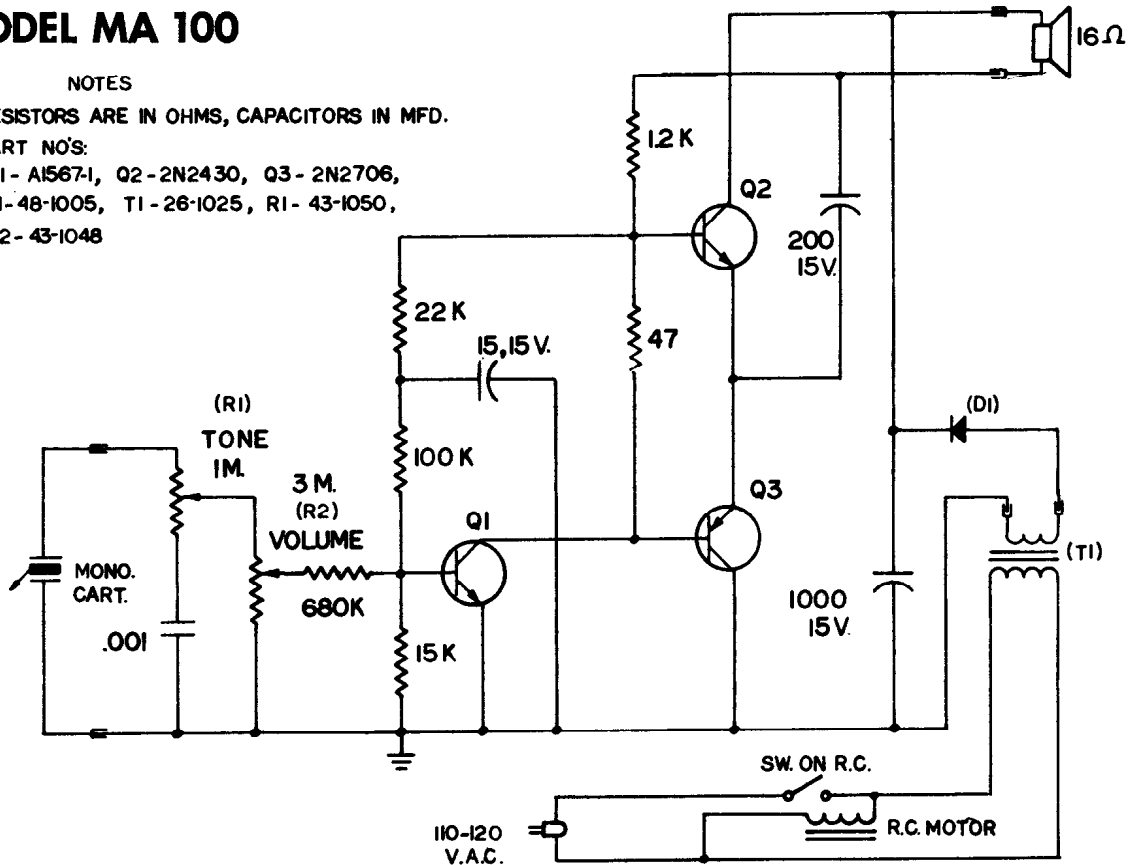 ODEL MA 100
NOTES
ESISTORS ARE IN OHMS, CAPACITORS IN MFD.
ART NO'S:
1 - A1567-1, Q2 - 2N2430, Q3 - 2N2706,
1 - 48-1005, T1 - 26-1025, R1 - 43-1050,
2 - 43-1048
16Ω
1.2 K
Q2
200
15V.
22 K
47
15, 15 V.
(R1)
TONE
1M.
(D1)
100 K
3 M.
(R2)
VOLUME
Q1
Q3
(T1)
MONO.
CART.
680K
1000
15V.
.001
15 K
SW. ON R.C.
110-120
V.A.C.
R.C. MOTOR